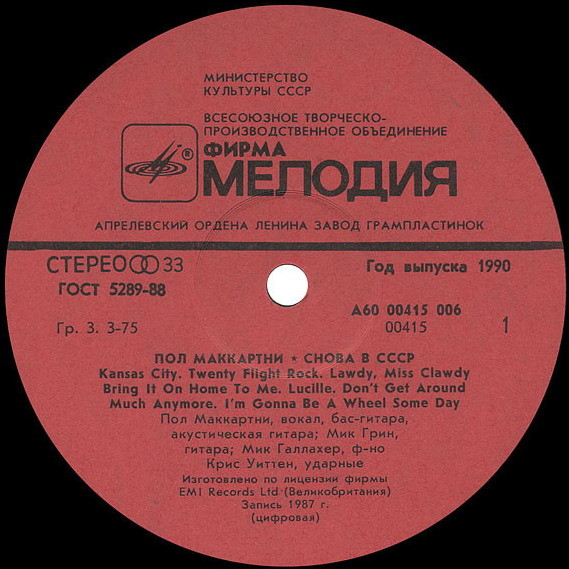 МИНИСТЕРСТВО
КУЛЬТУРЫ СССР
ВСЕСОЮЗНОЕ ТВОРЧЕСКО-
ПРОИЗВОДСТВЕННОЕ ОБЪЕДИНЕНИЕ
ФИРМА
®
МЕЛОДИЯ
АПРЕЛЕВСКИЙ ОРДЕНА ЛЕНИНА ЗАВОД ГРАМПЛАСТИНОК
СТЕРЕО 33
Год выпуска 1990
ГОСТ 5289-88
А60 00415 006
Гр. 3. 3-75
00415
1
ПОЛ МАККАРТНИ ★ СНОВА В СССР
Kansas City. Twenty Flight Rock. Lawdy, Miss Clawdy
Bring It On Home To Me. Lucille. Don't Get Around
Much Anymore. I'm Gonna Be A Wheel Some Day
Пол Маккартни, вокал, бас-гитара,
акустическая гитара; Мик Грин,
гитара; Мик Галлахер, ф-но
Крис Уиттен, ударные
Изготовлено по лицензии фирмы
EMI Records Ltd (Великобритания)
Запись 1987 г.
(цифровая)